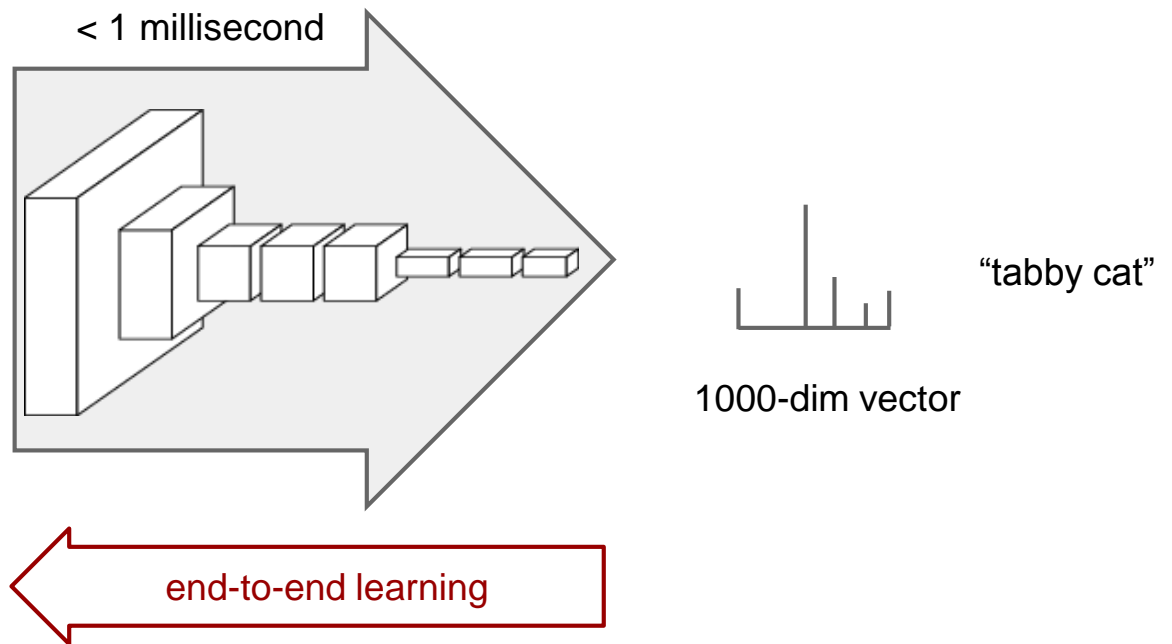 < 1 millisecond
“tabby cat”
1000-dim vector
end-to-end learning